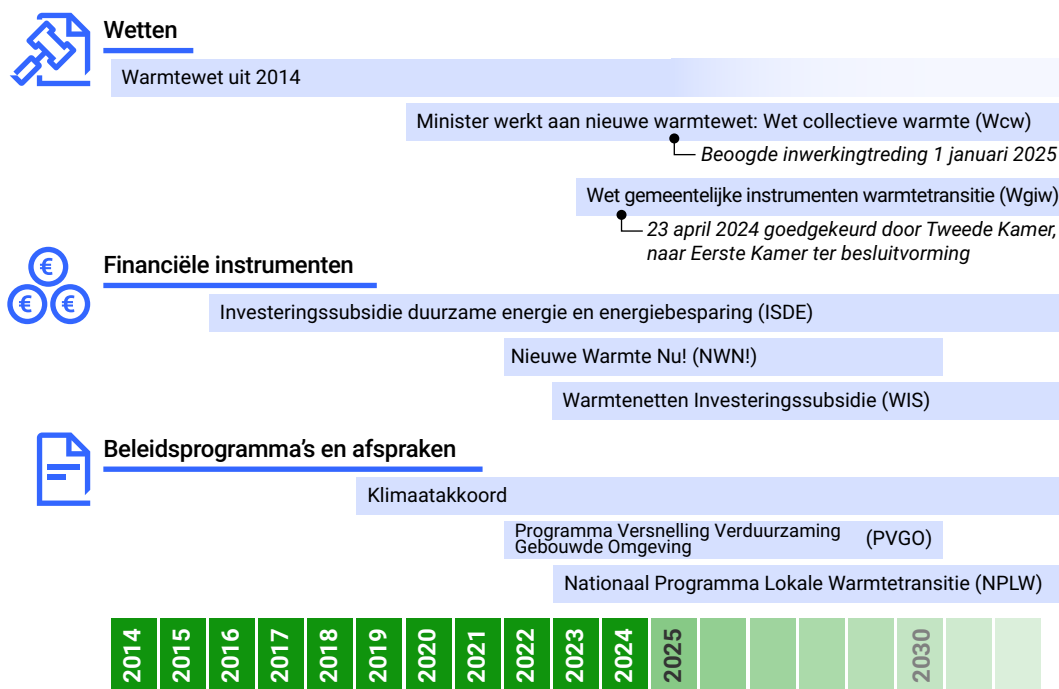 Wetten
Warmtewet uit 2014
Minister werkt aan nieuwe warmtewet: Wet collectieve warmte (Wcw)
Beoogde inwerkingtreding 1 januari 2025
Wet gemeentelijke instrumenten warmtetransitie (Wgiw)
23 april 2024 goedgekeurd door Tweede Kamer,
naar Eerste Kamer ter besluitvorming
€
€ €
Financiële instrumenten
Investeringssubsidie duurzame energie en energiebesparing (ISDE)
Nieuwe Warmte Nu! (NWN!)
Warmtenetten Investeringssubsidie (WIS)
Beleidsprogramma's en afspraken
Klimaatakkoord
Programma Versnelling Verduurzaming (PVGO)
Gebouwde Omgeving
Nationaal Programma Lokale Warmtetransitie (NPLW)
2014 2015 2016 2017 2018 2019 2020 2021 2022 2023 2024 2025 2030